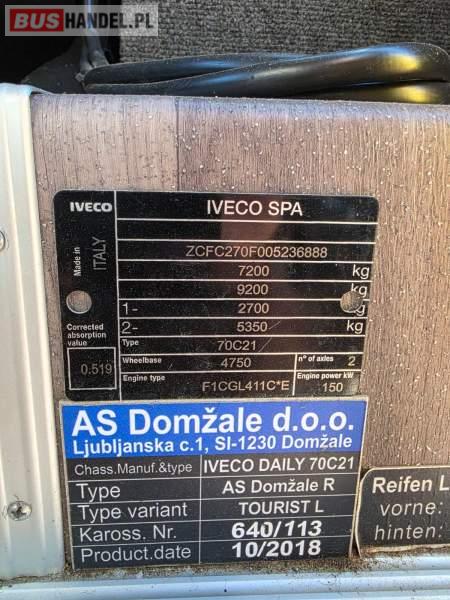 BUSHANDEL.PL
IVECO
IVECO SPA
Made in
ITALY
ZCFC270F005236888
7200 kg
9200 kg
1- 2700 kg
2- 5350 kg
Corrected
absorption
value
0.519
Type 70C21
Wheelbase 4750 n° of axles 2
Engine type F1CGL411C*E Engine power kW 150
AS Domžale d.o.o.
Ljubljanska c.1, SI-1230 Domžale
Chass.Manuf.&type IVECO DAILY 70C21
Type AS Domžale R
Type variant TOURIST L
Kaross. Nr. 640/113
Product.date 10/2018
Reifen L
vorne:
hinten: